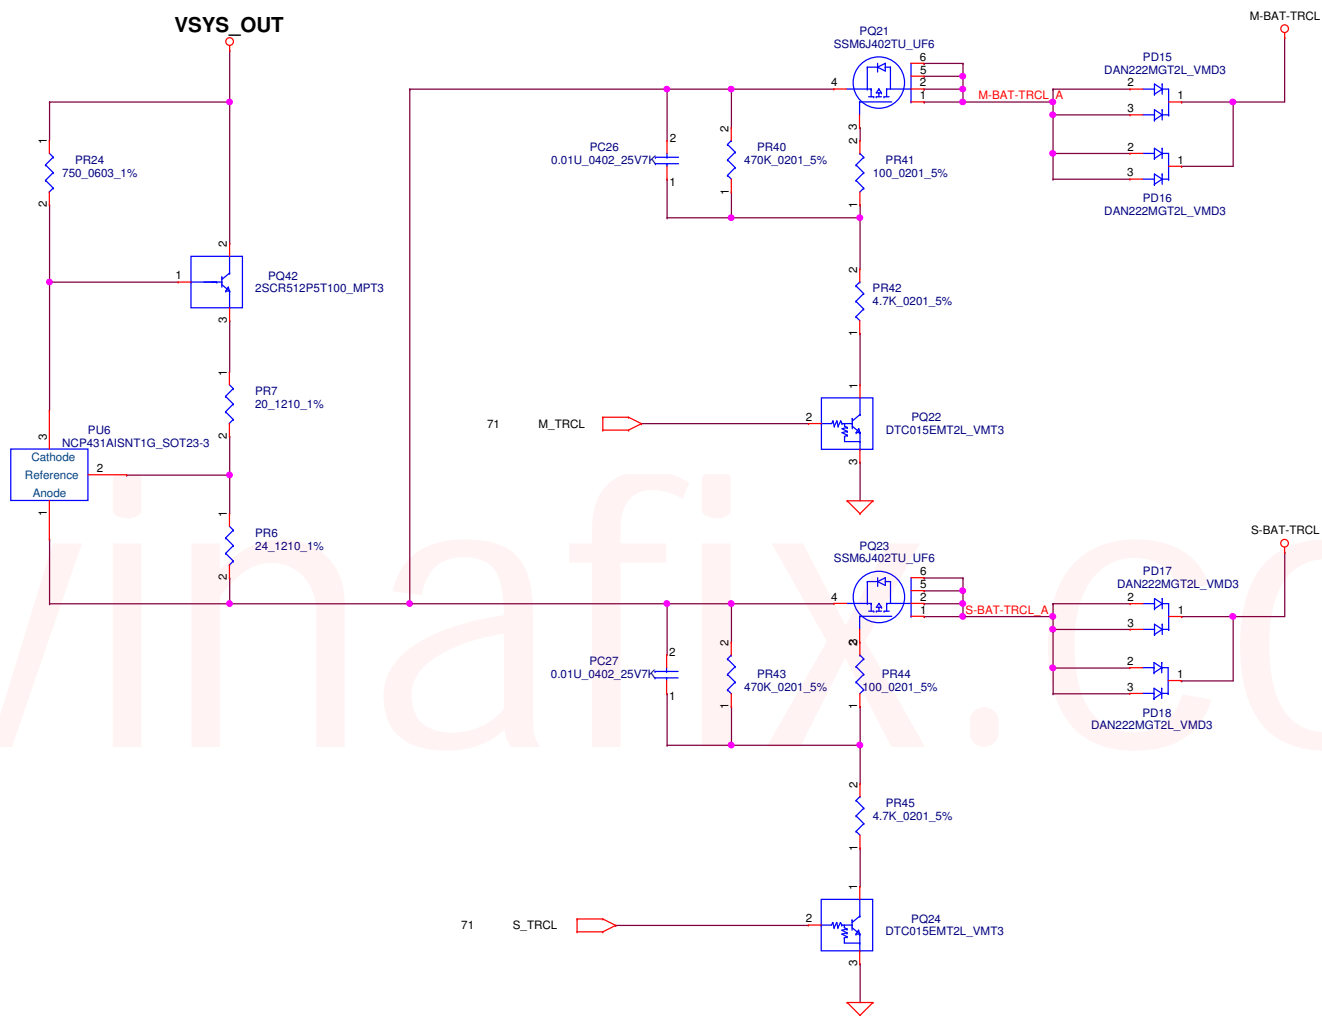 VSYS_OUT
1
PR24
750_0603_1%
2
2
1
PQ42
2SCR512P5T100_MPT3
3
1
PR7
20_1210_1%
2
PU6
NCP431AISNT1G_SOT23-3
3
Cathode
Reference
Anode
2
1
1
PR6
24_1210_1%
2
PQ21
SSM6J402TU_UF6
4
6
5
2
1
3
M-BAT-TRCL_A
PC26
0.01U_0402_25V7K
2
1
2
PR40
470K_0201_5%
1
2
PR41
100_0201_5%
1
2
PR42
4.7K_0201_5%
1
71
M_TRCL
2
1
PQ22
DTC015EMT2L_VMT3
3
M-BAT-TRCL
PD15
DAN222MGT2L_VMD3
2
3
1
2
3
1
PD16
DAN222MGT2L_VMD3
PQ23
SSM6J402TU_UF6
4
6
5
2
1
3
S-BAT-TRCL_A
PC27
0.01U_0402_25V7K
2
1
2
PR43
470K_0201_5%
1
2
PR44
100_0201_5%
1
2
PR45
4.7K_0201_5%
1
71
S_TRCL
2
1
PQ24
DTC015EMT2L_VMT3
3
S-BAT-TRCL
PD17
DAN222MGT2L_VMD3
2
3
1
2
3
1
PD18
DAN222MGT2L_VMD3
vinafix.co